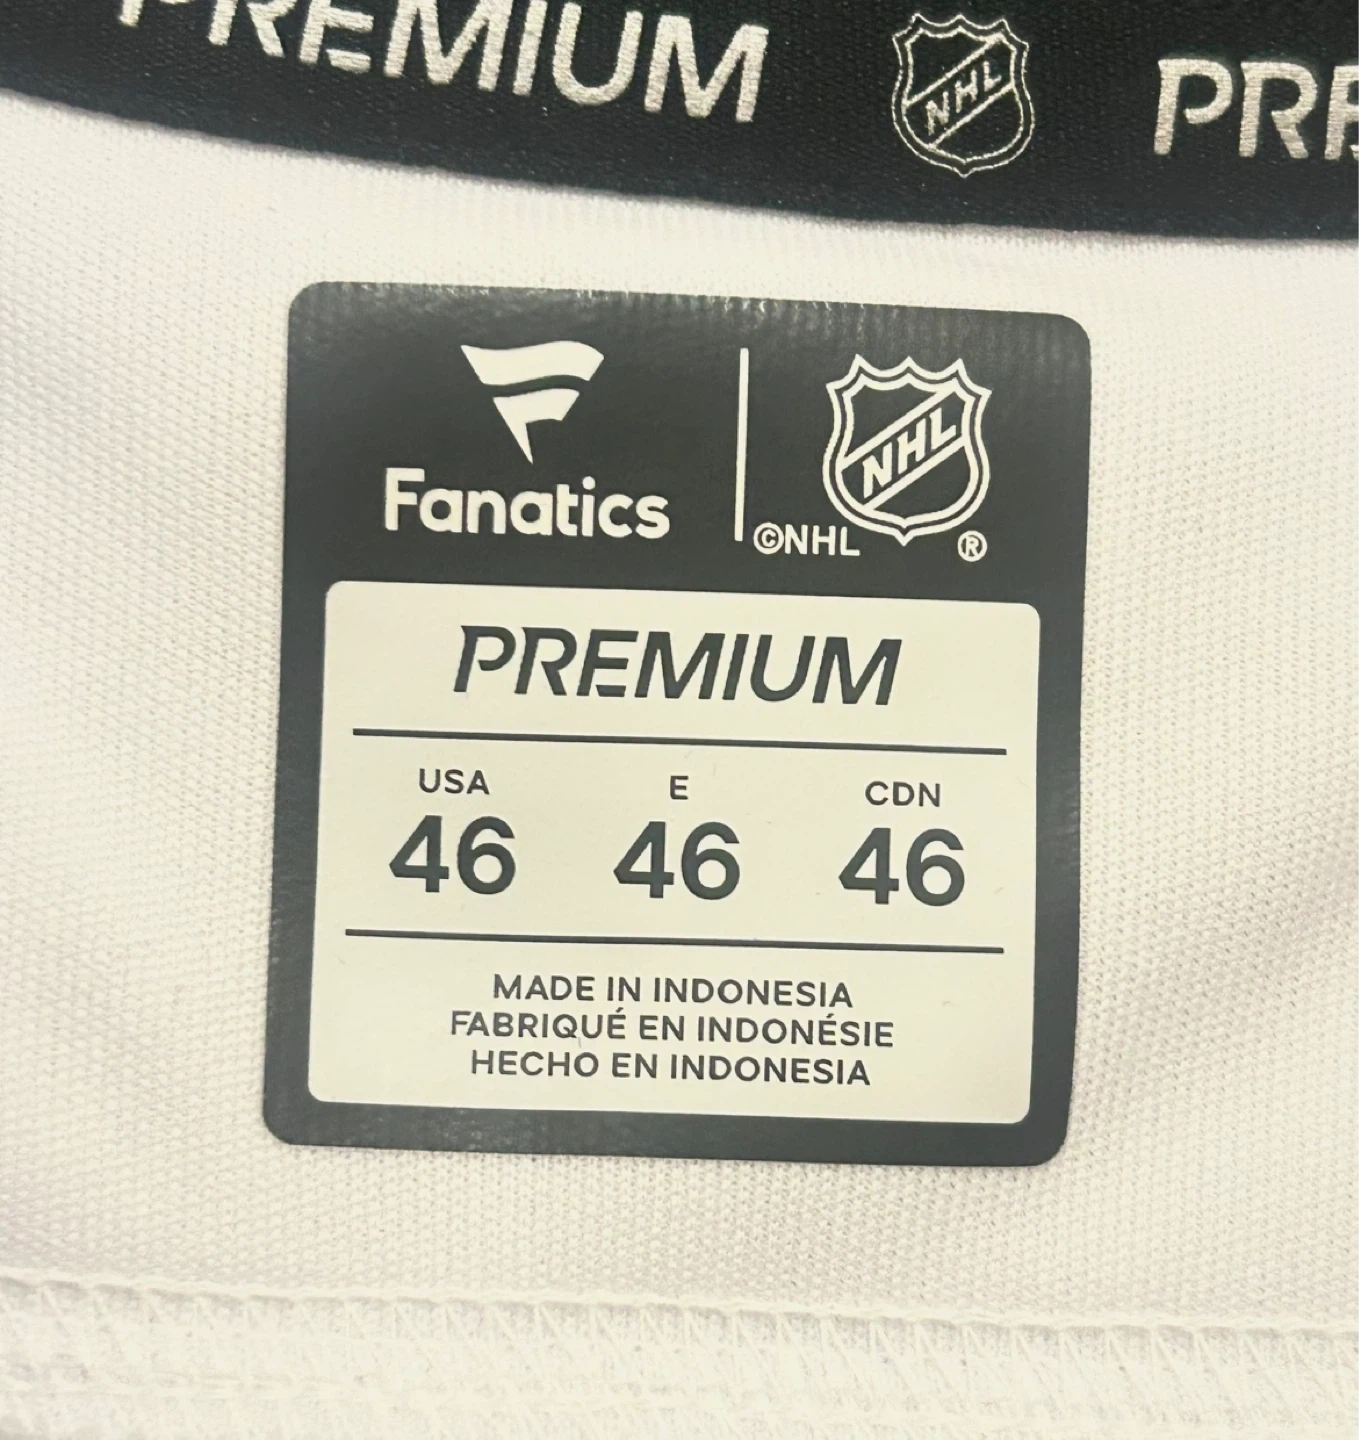 PREMIUM NHL PRE
Fanatics
NHL
©NHL ®
PREMIUM
USA E CDN
46 46 46
MADE IN INDONESIA
FABRIQUÉ EN INDONÉSIE
HECHO EN INDONESIA